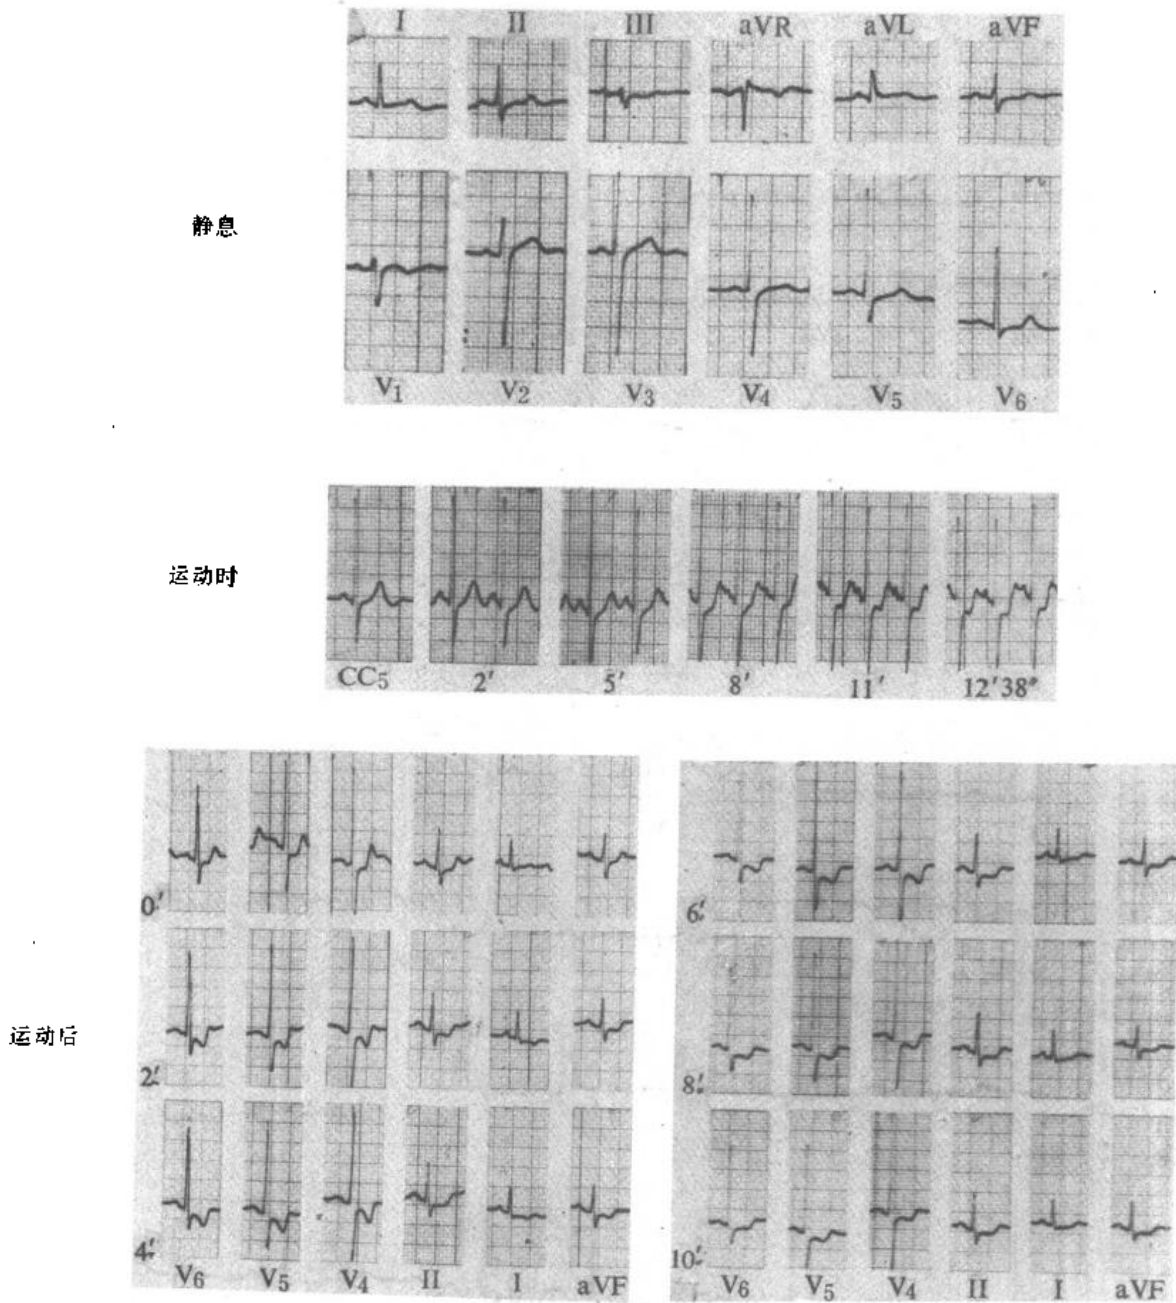 I II III aVR aVL aVF
静息
V1 V2 V3 V4 V5 V6
运动时
CC5 2′ 5′ 8′ 11′ 12′38″
运动后
0′
2′
4′
V6 V5 V4 II I aVF
6′
8′
10′
V6 V5 V4 II I aVF